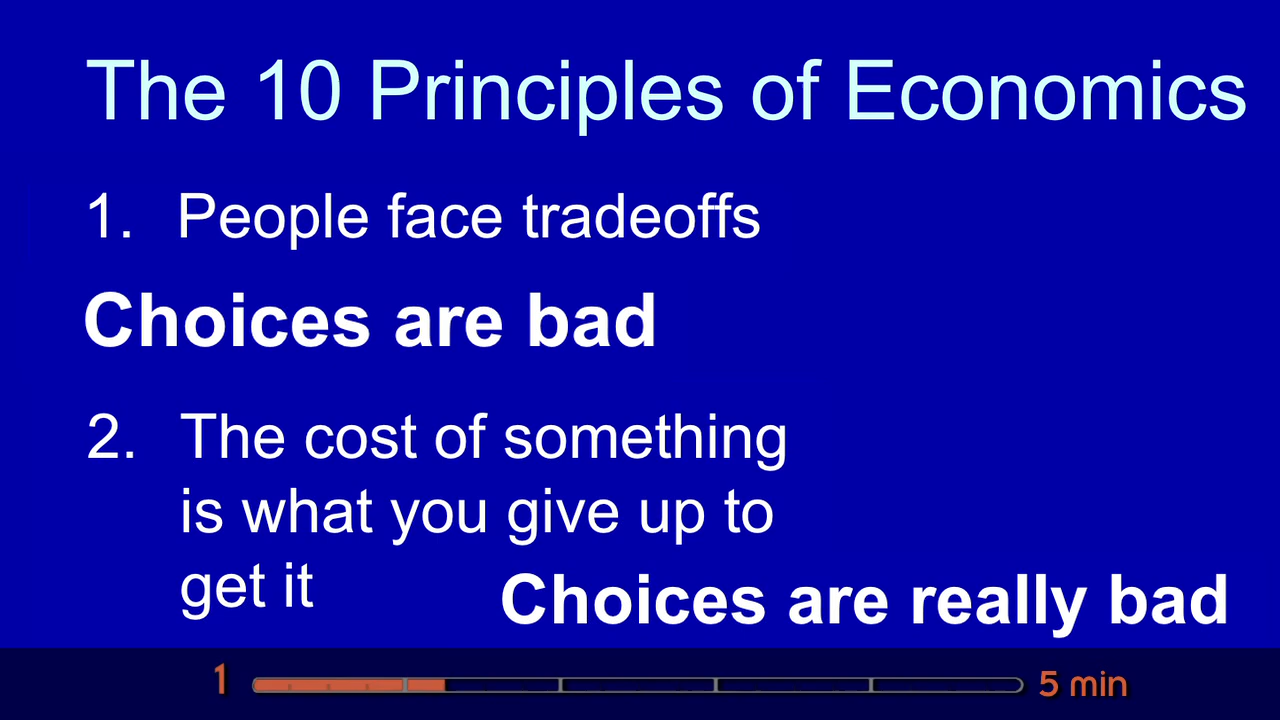 The 10 Principles of Economics
1. People face tradeoffs
Choices are bad
2. The cost of something
is what you give up to
get it
Choices are really bad
1 5 min